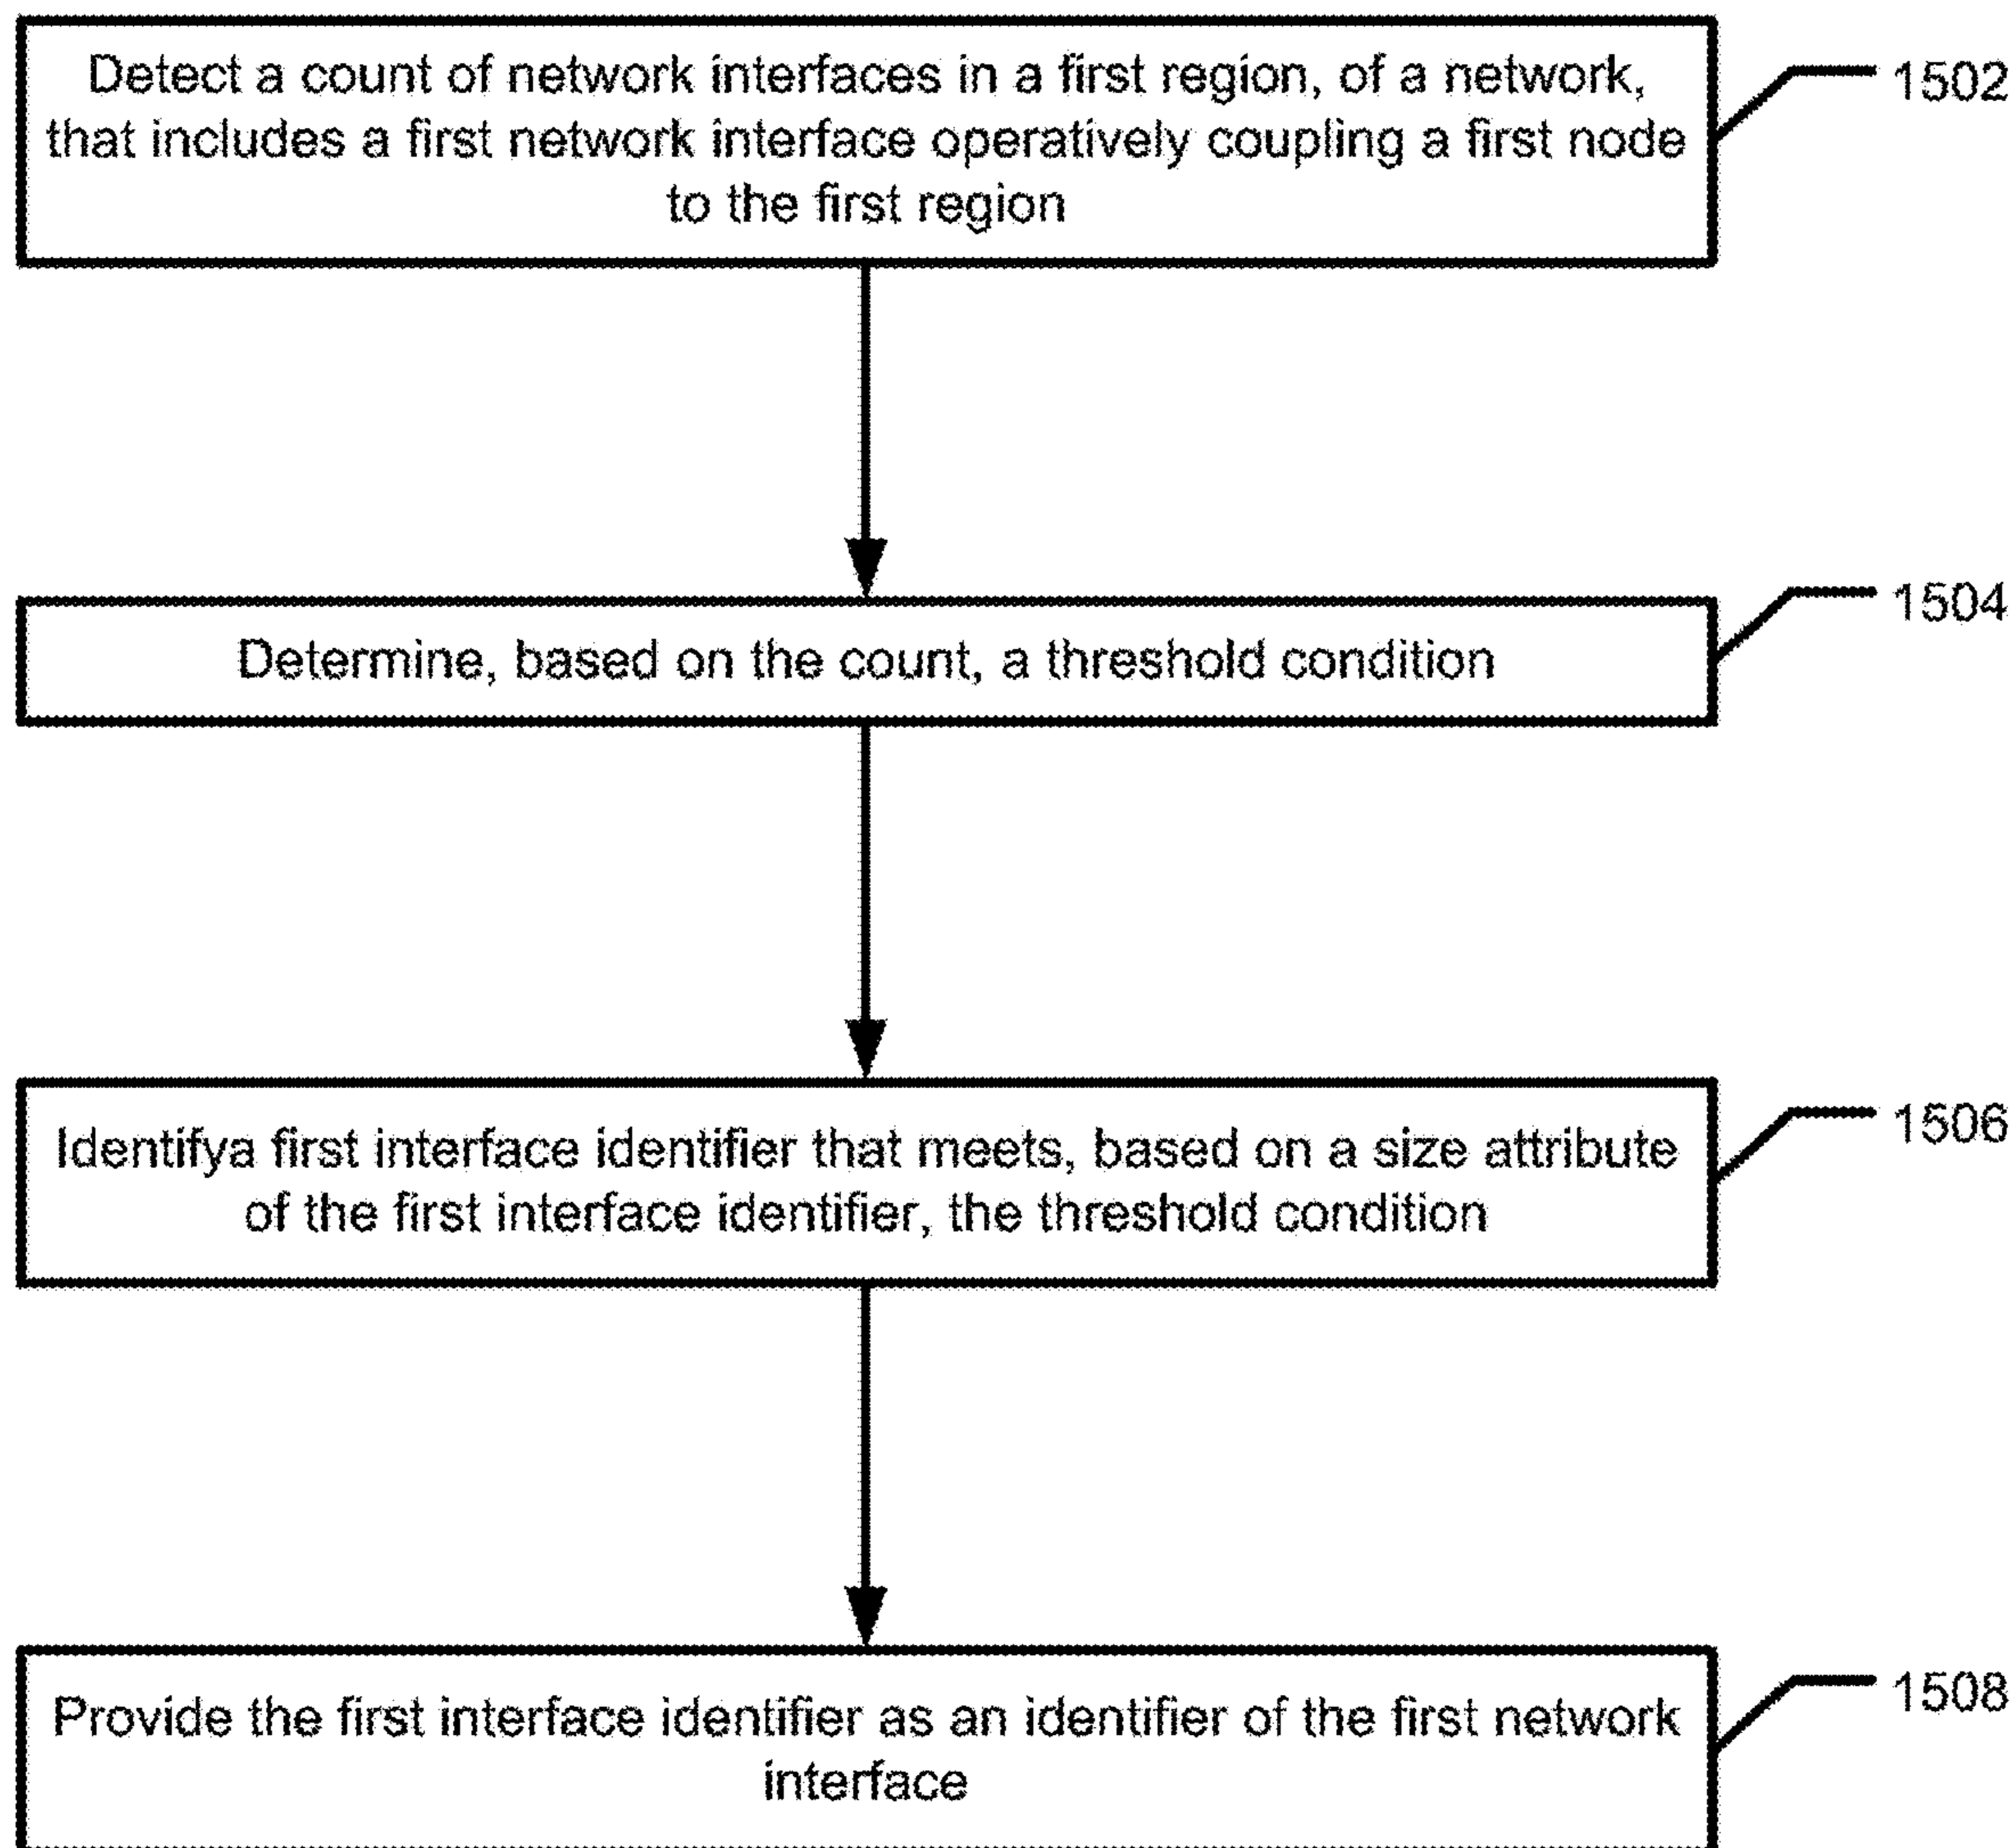 Detect a count of network interfaces in a first region, of a network,
that includes a first network interface operatively coupling a first node
to the first region
1502
Determine, based on the count, a threshold condition
1504
Identifya first interface identifier that meets, based on a size attribute
of the first interface identifier, the threshold condition
1506
Provide the first interface identifier as an identifier of the first network
interface
1508